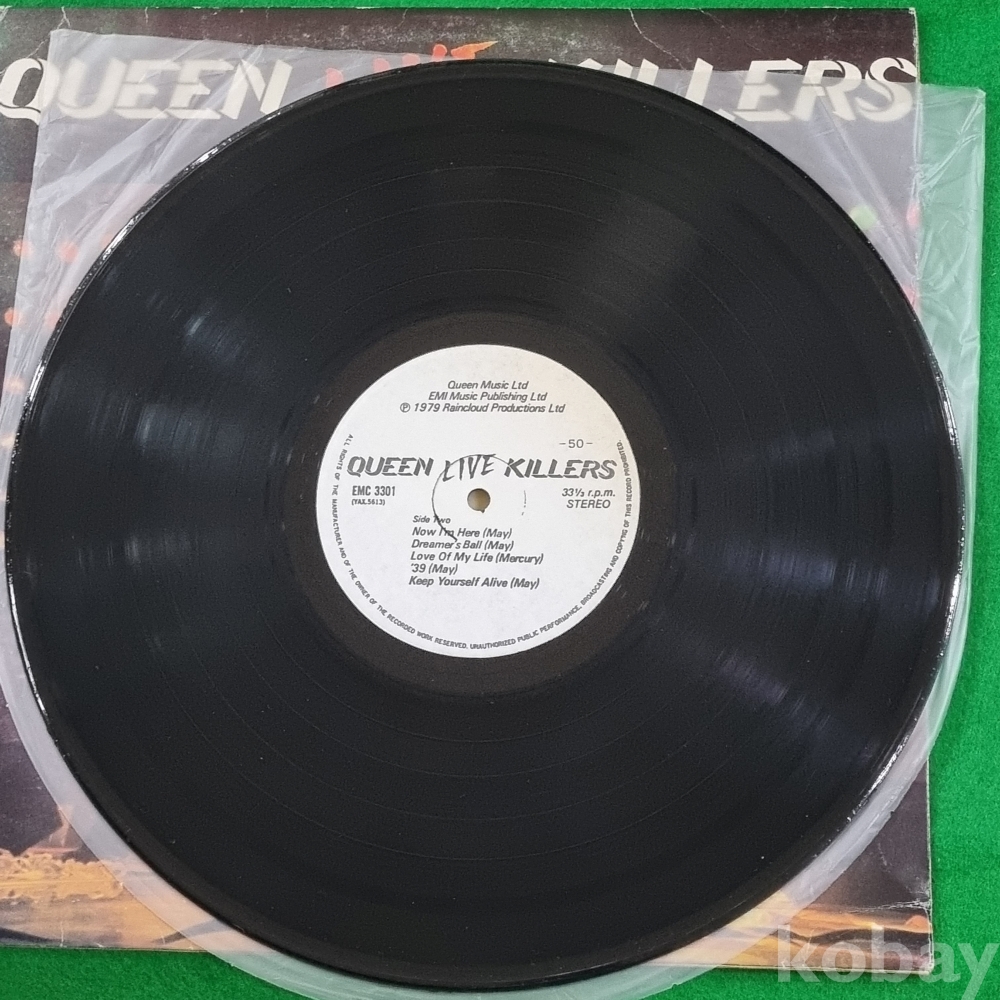 QUEEN LIVE KILLERS
Queen Music Ltd
EMI Music Publishing Ltd
Ⓟ 1979 Raincloud Productions Ltd
-50-
QUEEN LIVE KILLERS
EMC 3301
(YAX.5613)
33⅓ r.p.m.
STEREO
Side Two
Now I'm Here (May)
Dreamer's Ball (May)
Love Of My Life (Mercury)
'39 (May)
Keep Yourself Alive (May)
ALL RIGHTS OF THE MANUFACTURER AND OF THE OWNER OF THE RECORDED WORK RESERVED. UNAUTHORIZED PUBLIC PERFORMANCE, BROADCASTING AND COPYING OF THIS RECORD PROHIBITED.
kobay